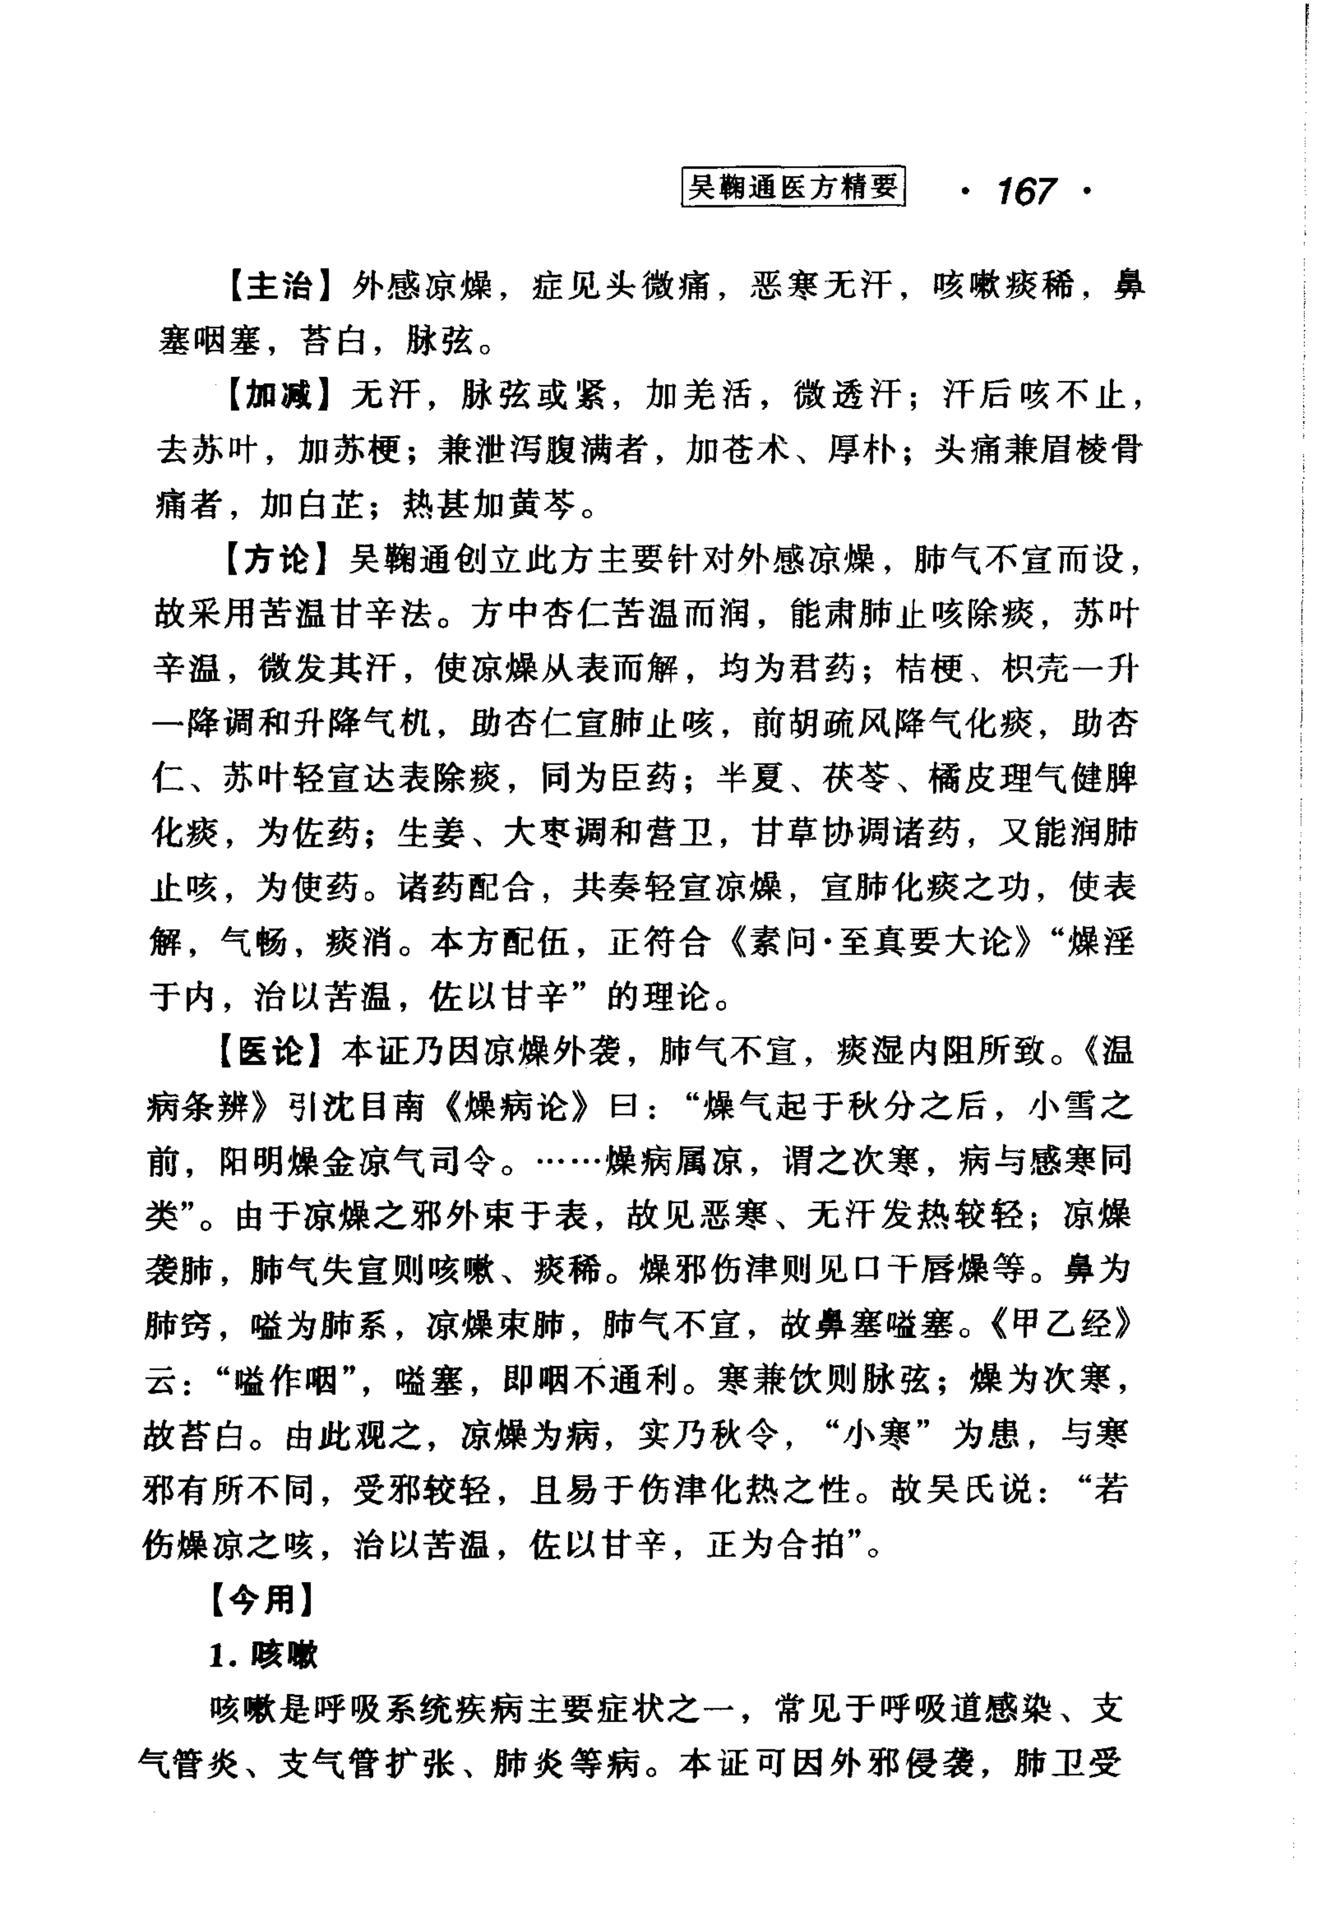 吴鞠通医方精要 · 167 ·
【主治】外感凉燥，症见头微痛，恶寒无汗，咳嗽痰稀，鼻
塞咽塞，苔白，脉弦。
【加减】无汗，脉弦或紧，加羌活，微透汗；汗后咳不止，
去苏叶，加苏梗；兼泄泻腹满者，加苍术、厚朴；头痛兼眉棱骨
痛者，加白芷；热甚加黄芩。
【方论】吴鞠通创立此方主要针对外感凉燥，肺气不宣而设，
故采用苦温甘辛法。方中杏仁苦温而润，能肃肺止咳除痰，苏叶
辛温，微发其汗，使凉燥从表而解，均为君药；桔梗、枳壳一升
一降调和升降气机，助杏仁宣肺止咳，前胡疏风降气化痰，助杏
仁、苏叶轻宣达表除痰，同为臣药；半夏、茯苓、橘皮理气健脾
化痰，为佐药；生姜、大枣调和营卫，甘草协调诸药，又能润肺
止咳，为使药。诸药配合，共奏轻宣凉燥，宣肺化痰之功，使表
解，气畅，痰消。本方配伍，正符合《素问·至真要大论》“燥淫
于内，治以苦温，佐以甘辛”的理论。
【医论】本证乃因凉燥外袭，肺气不宣，痰湿内阻所致。《温
病条辨》引沈目南《燥病论》曰：“燥气起于秋分之后，小雪之
前，阳明燥金凉气司令。……燥病属凉，谓之次寒，病与感寒同
类”。由于凉燥之邪外束于表，故见恶寒、无汗发热较轻；凉燥
袭肺，肺气失宣则咳嗽、痰稀。燥邪伤津则见口干唇燥等。鼻为
肺窍，嗌为肺系，凉燥束肺，肺气不宣，故鼻塞嗌塞。《甲乙经》
云：“嗌作咽”，嗌塞，即咽不通利。寒兼饮则脉弦；燥为次寒，
故苔白。由此观之，凉燥为病，实乃秋令，“小寒”为患，与寒
邪有所不同，受邪较轻，且易于伤津化热之性。故吴氏说：“若
伤燥凉之咳，治以苦温，佐以甘辛，正为合拍”。
【今用】
1. 咳嗽
咳嗽是呼吸系统疾病主要症状之一，常见于呼吸道感染、支
气管炎、支气管扩张、肺炎等病。本证可因外邪侵袭，肺卫受